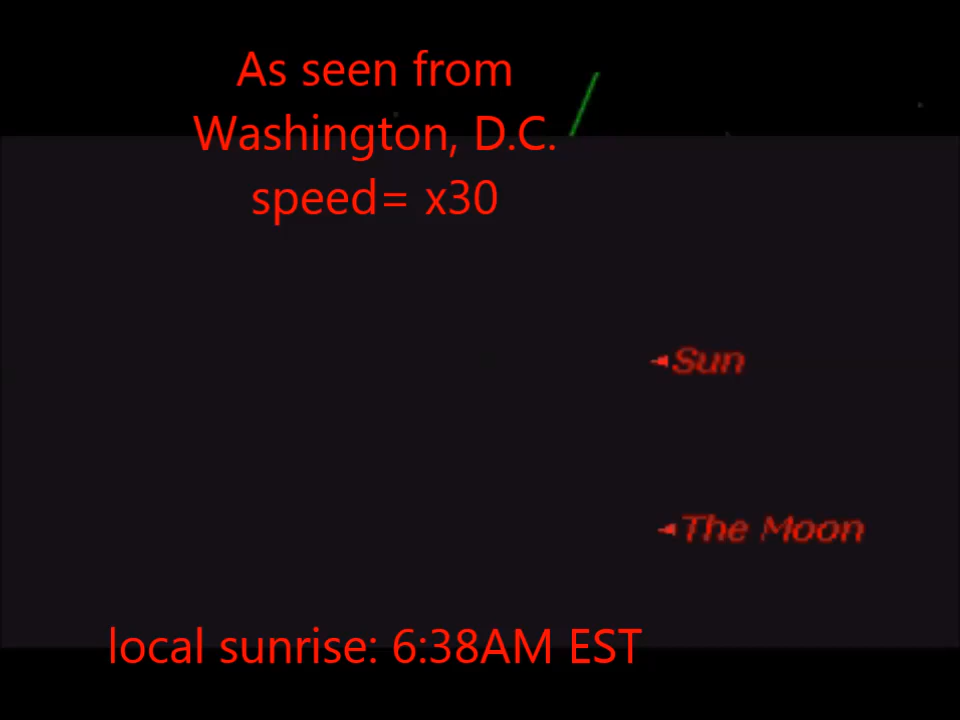 As seen from
Washington, D.C.
speed= x30
Sun
The Moon
local sunrise: 6:38AM EST